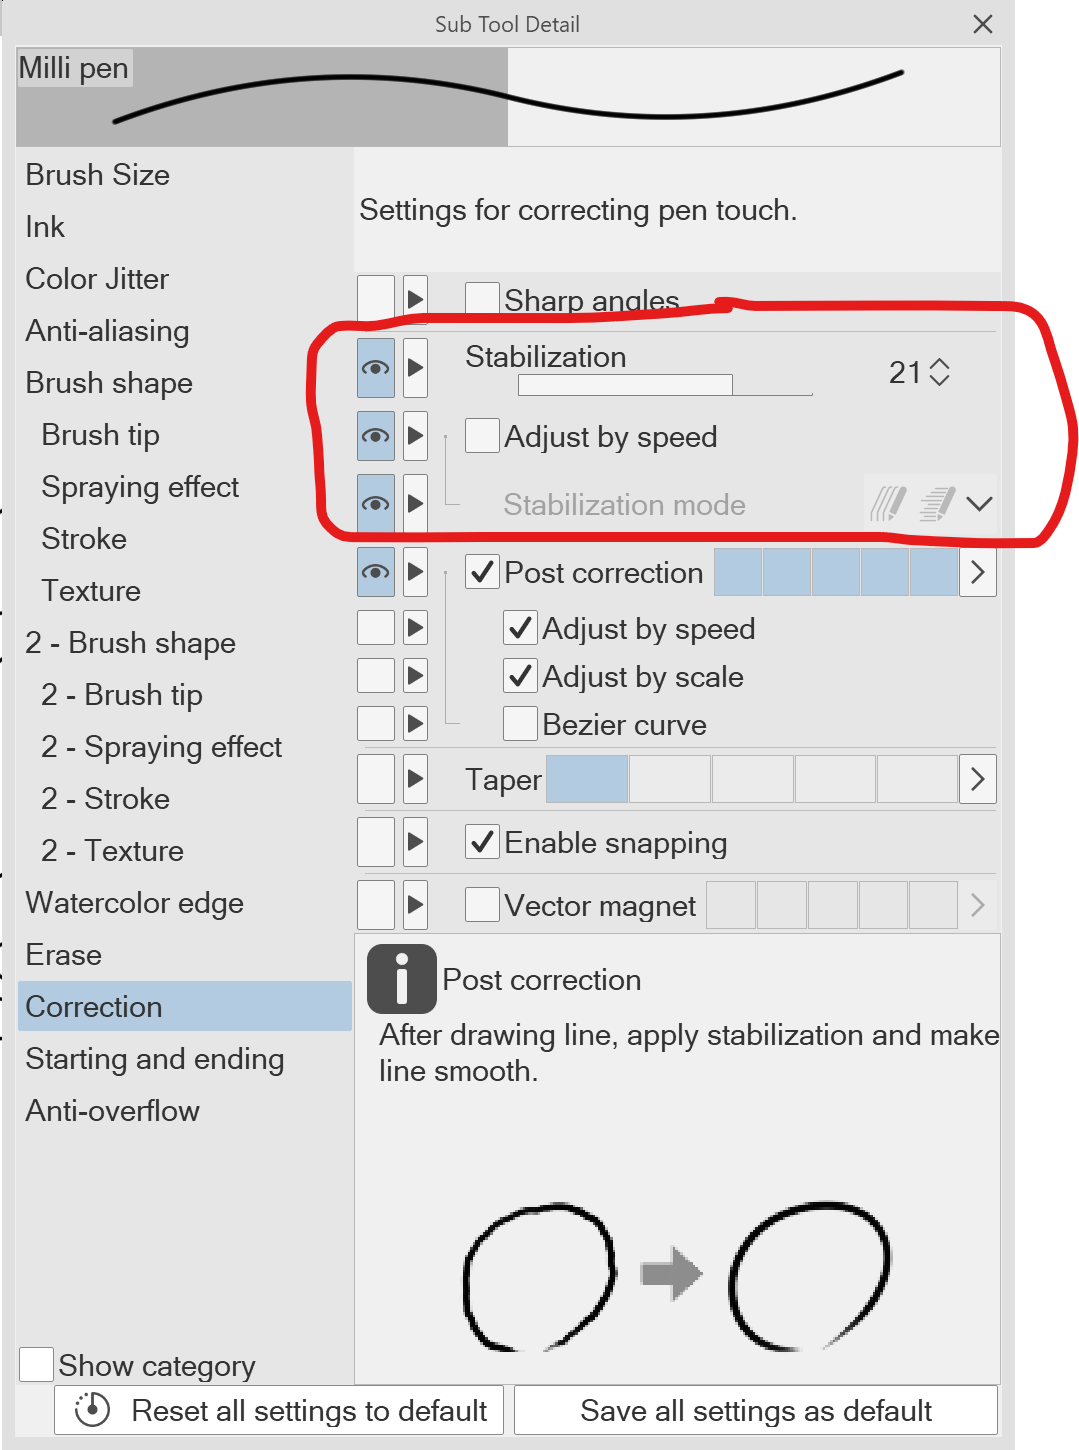 Sub Tool Detail
Milli pen
Brush Size
Ink
Color Jitter
Anti-aliasing
Brush shape
Brush tip
Spraying effect
Stroke
Texture
2 - Brush shape
2 - Brush tip
2 - Spraying effect
2 - Stroke
2 - Texture
Watercolor edge
Erase
Correction
Starting and ending
Anti-overflow
Show category
Settings for correcting pen touch.
Sharp angles
Stabilization 21
Adjust by speed
Stabilization mode
Post correction
Adjust by speed
Adjust by scale
Bezier curve
Taper
Enable snapping
Vector magnet
Post correction
After drawing line, apply stabilization and make
line smooth.
Reset all settings to default
Save all settings as default